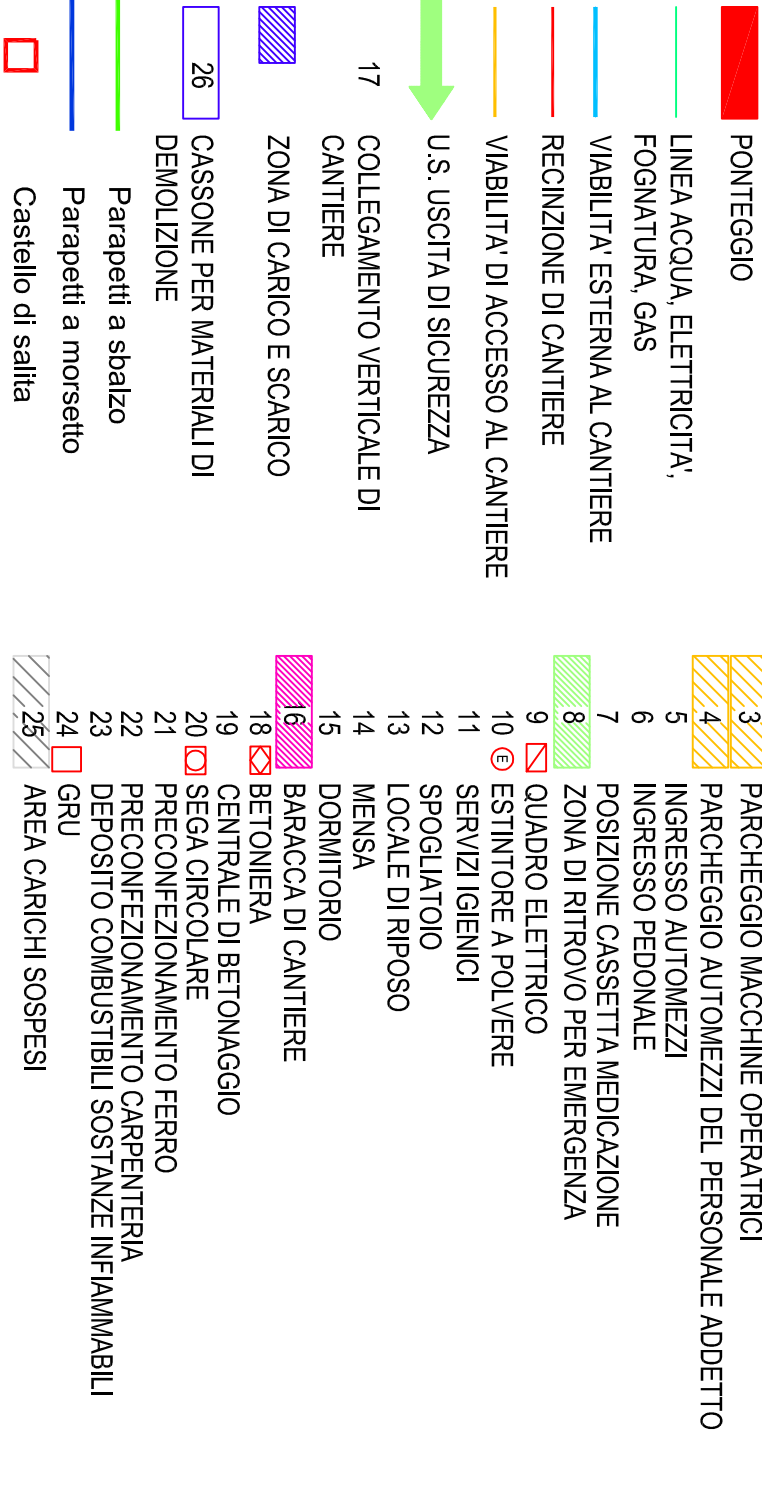 PONTEGGIO
LINEA ACQUA, ELETTRICITA',
FOGNATURA, GAS
VIABILITA' ESTERNA AL CANTIERE
RECINZIONE DI CANTIERE
VIABILITA' DI ACCESSO AL CANTIERE
U.S. USCITA DI SICUREZZA
17 COLLEGAMENTO VERTICALE DI
CANTIERE
ZONA DI CARICO E SCARICO
26 CASSONE PER MATERIALI DI
DEMOLIZIONE
Parapetti a sbalzo
Parapetti a morsetto
Castello di salita
3 PARCHEGGIO MACCHINE OPERATRICI
4 PARCHEGGIO AUTOMEZZI DEL PERSONALE ADDETTO
5 INGRESSO AUTOMEZZI
6 INGRESSO PEDONALE
7 POSIZIONE CASSETTA MEDICAZIONE
8 ZONA DI RITROVO PER EMERGENZA
9 QUADRO ELETTRICO
10 E ESTINTORE A POLVERE
11 SERVIZI IGIENICI
12 SPOGLIATOIO
13 LOCALE DI RIPOSO
14 MENSA
15 DORMITORIO
16 BARACCA DI CANTIERE
18 BETONIERA
19 CENTRALE DI BETONAGGIO
20 SEGA CIRCOLARE
21 PRECONFEZIONAMENTO FERRO
22 PRECONFEZIONAMENTO CARPENTERIA
23 DEPOSITO COMBUSTIBILI SOSTANZE INFIAMMABILI
24 GRU
25 AREA CARICHI SOSPESI